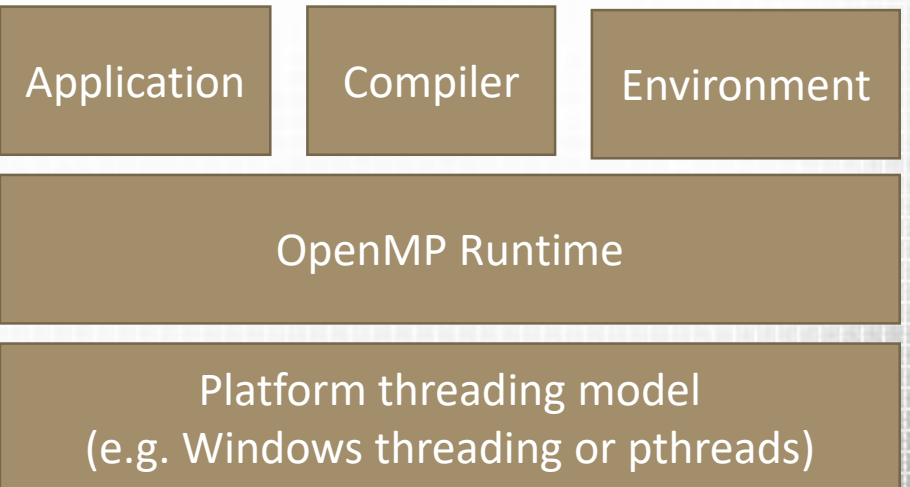 Application
Compiler
Environment
OpenMP Runtime
Platform threading model
(e.g. Windows threading or pthreads)